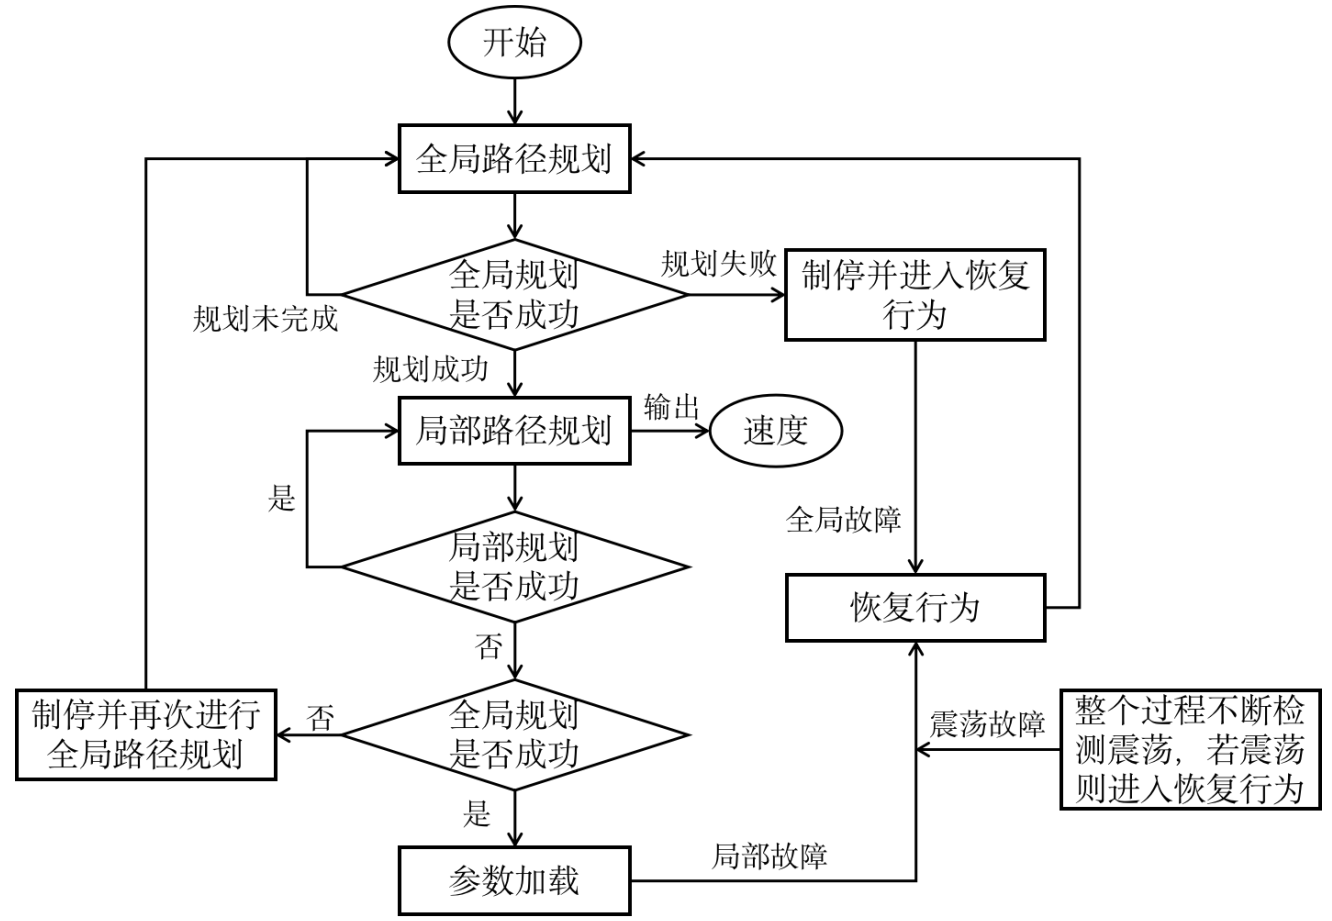 开始
全局路径规划
全局规划
是否成功
规划失败
制停并进入恢复
行为
规划未完成
规划成功
局部路径规划
输出
速度
是
全局故障
局部规划
是否成功
恢复行为
否
制停并再次进行
全局路径规划
否
全局规划
是否成功
震荡故障
整个过程不断检
测震荡，若震荡
则进入恢复行为
是
参数加载
局部故障